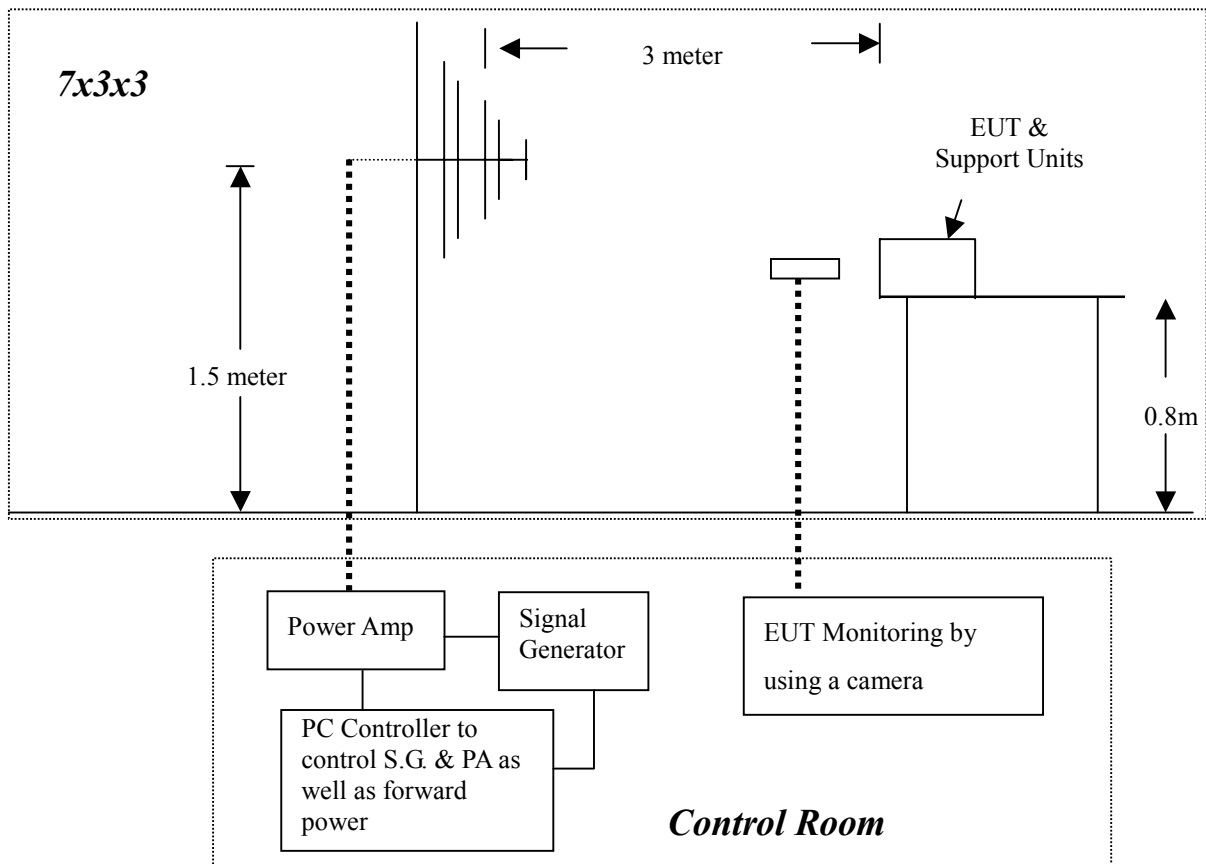 3 meter
7x3x3
EUT &
Support Units
1.5 meter
0.8m
Power Amp
Signal
Generator
EUT Monitoring by
using a camera
PC Controller to
control S.G. & PA as
well as forward
power
Control Room